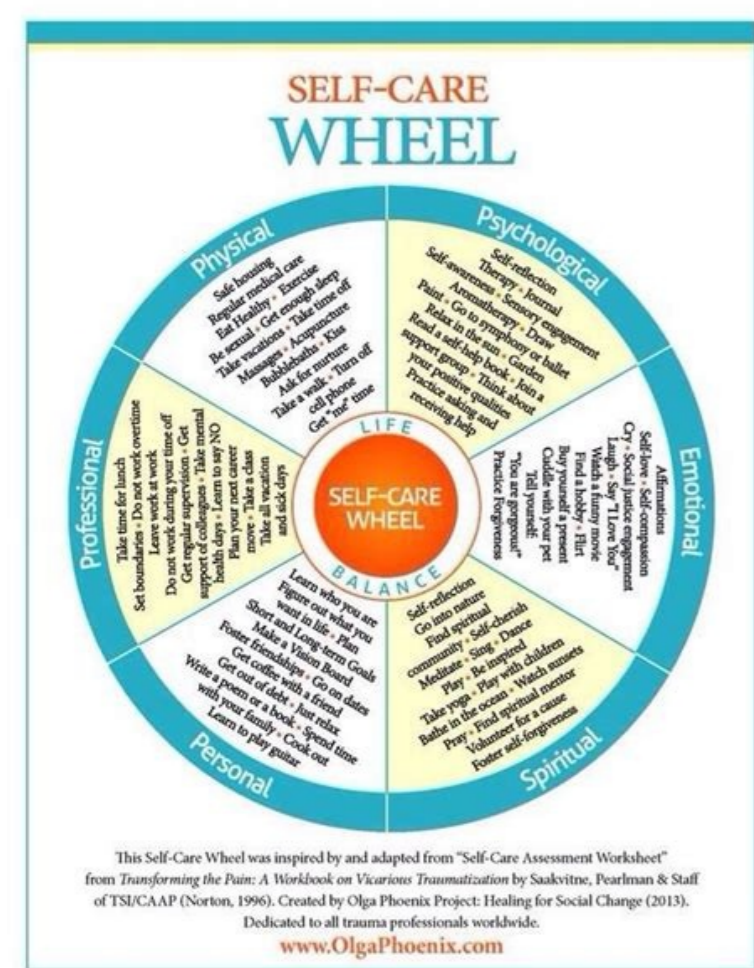 SELF-CARE
WHEEL
Physical
Safe housing
Regular medical care
Eat Healthy • Exercise
Be sexual • Get enough sleep
Take vacations • Take time off
Massages • Acupuncture
Bubblebaths • Kiss
Ask for nurture
Take a walk • Turn off
cell phone
Get "me" time
Psychological
Self-reflection
Therapy • Journal
Self-awareness • Sensory engagement
Aromatherapy • Draw
Paint • Go to symphony or ballet
Relax in the sun • Garden
Read a self-help book • Join a
support group • Think about
your positive qualities
Practice asking and
receiving help
Emotional
Affirmations
Self-love • Self-compassion
Cry • Social justice engagement
Laugh • Say "I Love You"
Watch a funny movie
Find a hobby • Flirt
Buy yourself a present
Cuddle with your pet
Tell yourself:
"You are gorgeous!"
Practice Forgiveness
Spiritual
Self-reflection
Go into nature
Find spiritual
community • Self-cherish
Meditate • Sing • Dance
Play • Be inspired
Take yoga • Play with children
Bathe in the ocean • Watch sunsets
Pray • Find spiritual mentor
Volunteer for a cause
Foster self-forgiveness
Personal
Learn who you are
Figure out what you
want in life • Plan
Short and Long-term Goals
Make a Vision Board
Foster friendships • Go on dates
Get coffee with a friend
Get out of debt • Just relax
Write a poem or a book • Spend time
with your family • Cook out
Learn to play guitar
Professional
Take time for lunch
Set boundaries • Do not work overtime
Leave work at work
Do not work during your time off
Get regular supervision • Get
support of colleagues • Take mental
health days • Learn to say NO
Plan your next career
move • Take a class
Take all vacation
and sick days
LIFE
SELF-CARE
WHEEL
BALANCE
This Self-Care Wheel was inspired by and adapted from "Self-Care Assessment Worksheet"
from Transforming the Pain: A Workbook on Vicarious Traumatization by Saakvitne, Pearlman & Staff
of TSI/CAAP (Norton, 1996). Created by Olga Phoenix Project: Healing for Social Change (2013).
Dedicated to all trauma professionals worldwide.
www.OlgaPhoenix.com